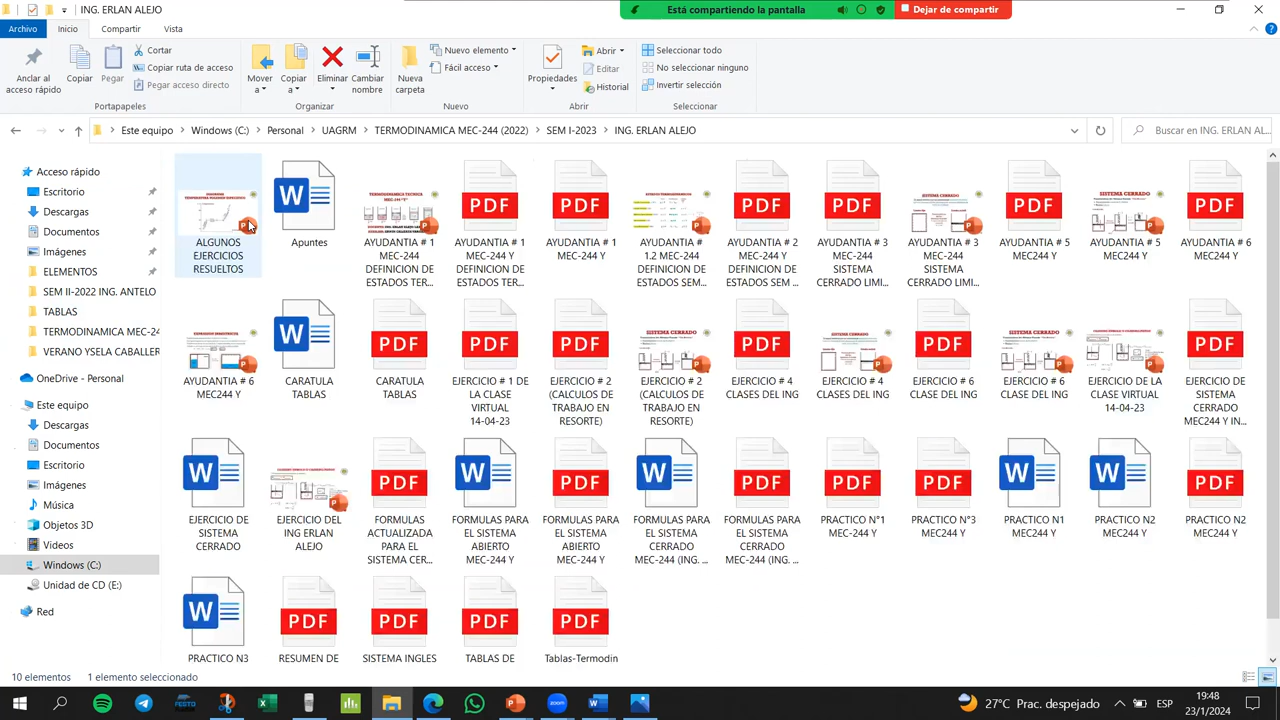 ING. ERLAN ALEJO
Está compartiendo la pantalla
Dejar de compartir
Archivo
Inicio
Compartir
Vista
Anclar al
acceso rápido
Copiar
Pegar
Cortar
Copiar ruta de acceso
Pegar acceso directo
Portapapeles
Mover
a
Copiar
a
Eliminar
Cambiar
nombre
Organizar
Nueva
carpeta
Nuevo elemento
Fácil acceso
Nuevo
Propiedades
Abrir
Editar
Historial
Abrir
Seleccionar todo
No seleccionar ninguno
Invertir selección
Seleccionar
Este equipo
Windows (C:)
Personal
UAGRM
TERMODINAMICA MEC-244 (2022)
SEM I-2023
ING. ERLAN ALEJO
Buscar en ING. ERLAN AL...
Acceso rápido
Escritorio
Descargas
Documentos
Imágenes
ELEMENTOS
SEM II-2022 ING. ANTELO
TABLAS
TERMODINAMICA MEC-24
VERANO YSELA CABALLER
OneDrive - Personal
Este equipo
Descargas
Documentos
Escritorio
Imágenes
Música
Objetos 3D
Videos
Windows (C:)
Unidad de CD (E:)
Red
ALGUNOS
EJERCICIOS
RESUELTOS
Apuntes
AYUDANTIA # 1
MEC-244
DEFINICION DE
ESTADOS TER...
AYUDANTIA # 1
MEC-244 Y
DEFINICION DE
ESTADOS TER...
AYUDANTIA # 1
MEC-244 Y
AYUDANTIA #
1.2 MEC-244
DEFINICION DE
ESTADOS SEM...
AYUDANTIA # 2
MEC-244 Y
DEFINICION DE
ESTADOS SEM ...
AYUDANTIA # 3
MEC-244
SISTEMA
CERRADO LIMI...
AYUDANTIA # 3
MEC-244
SISTEMA
CERRADO LIMI...
AYUDANTIA # 5
MEC244 Y
AYUDANTIA # 5
MEC244 Y
AYUDANTIA # 6
MEC244 Y
AYUDANTIA # 6
MEC244 Y
CARATULA
TABLAS
CARATULA
TABLAS
EJERCICIO # 1 DE
LA CLASE
VIRTUAL
14-04-23
EJERCICIO # 2
(CALCULOS DE
TRABAJO EN
RESORTE)
EJERCICIO # 2
(CALCULOS DE
TRABAJO EN
RESORTE)
EJERCICIO # 4
CLASES DEL ING
EJERCICIO # 4
CLASES DEL ING
EJERCICIO # 6
CLASE DEL ING
EJERCICIO # 6
CLASE DEL ING
EJERCICIO DE LA
CLASE VIRTUAL
14-04-23
EJERCICIO DE
SISTEMA
CERRADO
MEC244 Y IN...
EJERCICIO DE
SISTEMA
CERRADO
EJERCICIO DEL
ING ERLAN
ALEJO
FORMULAS
ACTUALIZADA
PARA EL
SISTEMA CER...
FORMULAS PARA
EL SISTEMA
ABIERTO
MEC-244 Y
FORMULAS PARA
EL SISTEMA
ABIERTO
MEC-244 Y
FORMULAS PARA
EL SISTEMA
CERRADO
MEC-244 (ING. ...
FORMULAS PARA
EL SISTEMA
CERRADO
MEC-244 (ING. ...
PRACTICO N°1
MEC-244 Y
PRACTICO N°3
MEC-244 Y
PRACTICO N1
MEC244 Y
PRACTICO N2
MEC244 Y
PRACTICO N2
MEC244 Y
PRACTICO N3
RESUMEN DE
SISTEMA INGLES
TABLAS DE
Tablas-Termodin
10 elementos
1 elemento seleccionado
27°C Prac. despejado
ESP
19:48
23/1/2024